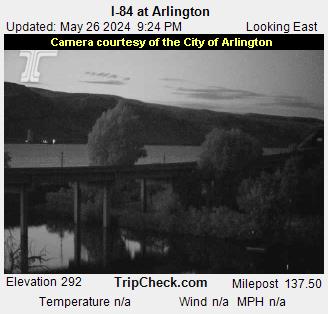 I-84 at Arlington
Updated: May 26 2024 9:24 PM Looking East
Camera courtesy of the City of Arlington
Elevation 292 TripCheck.com Milepost 137.50
Temperature n/a Wind n/a MPH n/a